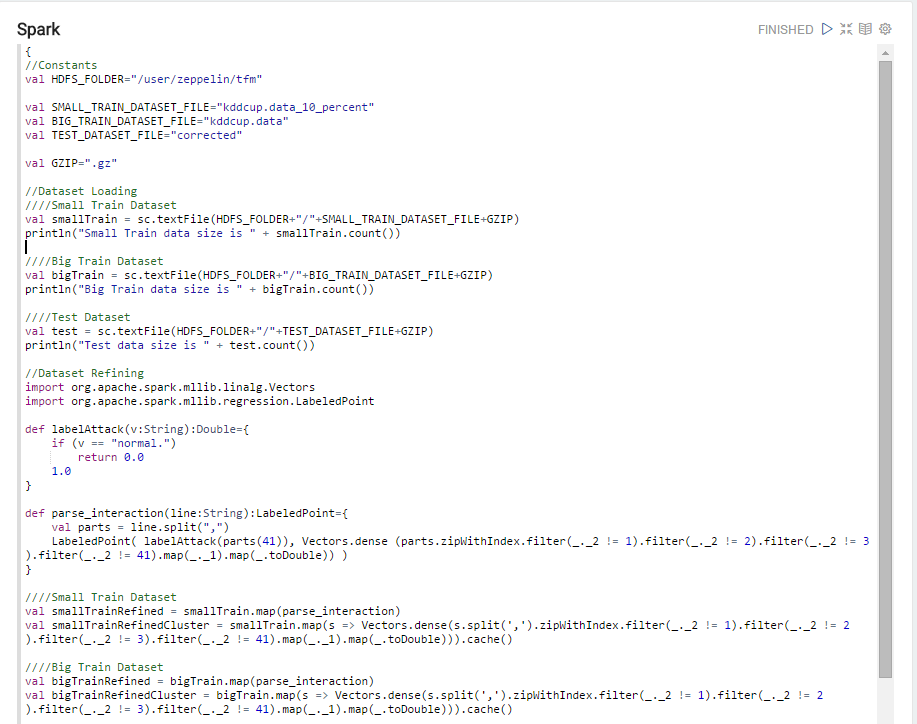 Spark
FINISHED
{
//Constants
val HDFS_FOLDER="/user/zeppelin/tfm"
val SMALL_TRAIN_DATASET_FILE="kddcup.data_10_percent"
val BIG_TRAIN_DATASET_FILE="kddcup.data"
val TEST_DATASET_FILE="corrected"
val GZIP=".gz"
//Dataset Loading
////Small Train Dataset
val smallTrain = sc.textFile(HDFS_FOLDER+"/"+SMALL_TRAIN_DATASET_FILE+GZIP)
println("Small Train data size is " + smallTrain.count())
////Big Train Dataset
val bigTrain = sc.textFile(HDFS_FOLDER+"/"+BIG_TRAIN_DATASET_FILE+GZIP)
println("Big Train data size is " + bigTrain.count())
////Test Dataset
val test = sc.textFile(HDFS_FOLDER+"/"+TEST_DATASET_FILE+GZIP)
println("Test data size is " + test.count())
//Dataset Refining
import org.apache.spark.mllib.linalg.Vectors
import org.apache.spark.mllib.regression.LabeledPoint
def labelAttack(v:String):Double={
    if (v == "normal.")
        return 0.0
    1.0
}
def parse_interaction(line:String):LabeledPoint={
    val parts = line.split(",")
    LabeledPoint( labelAttack(parts(41)), Vectors.dense (parts.zipWithIndex.filter(_._2 != 1).filter(_._2 != 2).filter(_._2 != 3
).filter(_._2 != 41).map(_._1).map(_.toDouble)) )
}
////Small Train Dataset
val smallTrainRefined = smallTrain.map(parse_interaction)
val smallTrainRefinedCluster = smallTrain.map(s => Vectors.dense(s.split(',').zipWithIndex.filter(_._2 != 1).filter(_._2 != 2
).filter(_._2 != 3).filter(_._2 != 41).map(_._1).map(_.toDouble))).cache()
////Big Train Dataset
val bigTrainRefined = bigTrain.map(parse_interaction)
val bigTrainRefinedCluster = bigTrain.map(s => Vectors.dense(s.split(',').zipWithIndex.filter(_._2 != 1).filter(_._2 != 2
).filter(_._2 != 3).filter(_._2 != 41).map(_._1).map(_.toDouble))).cache()